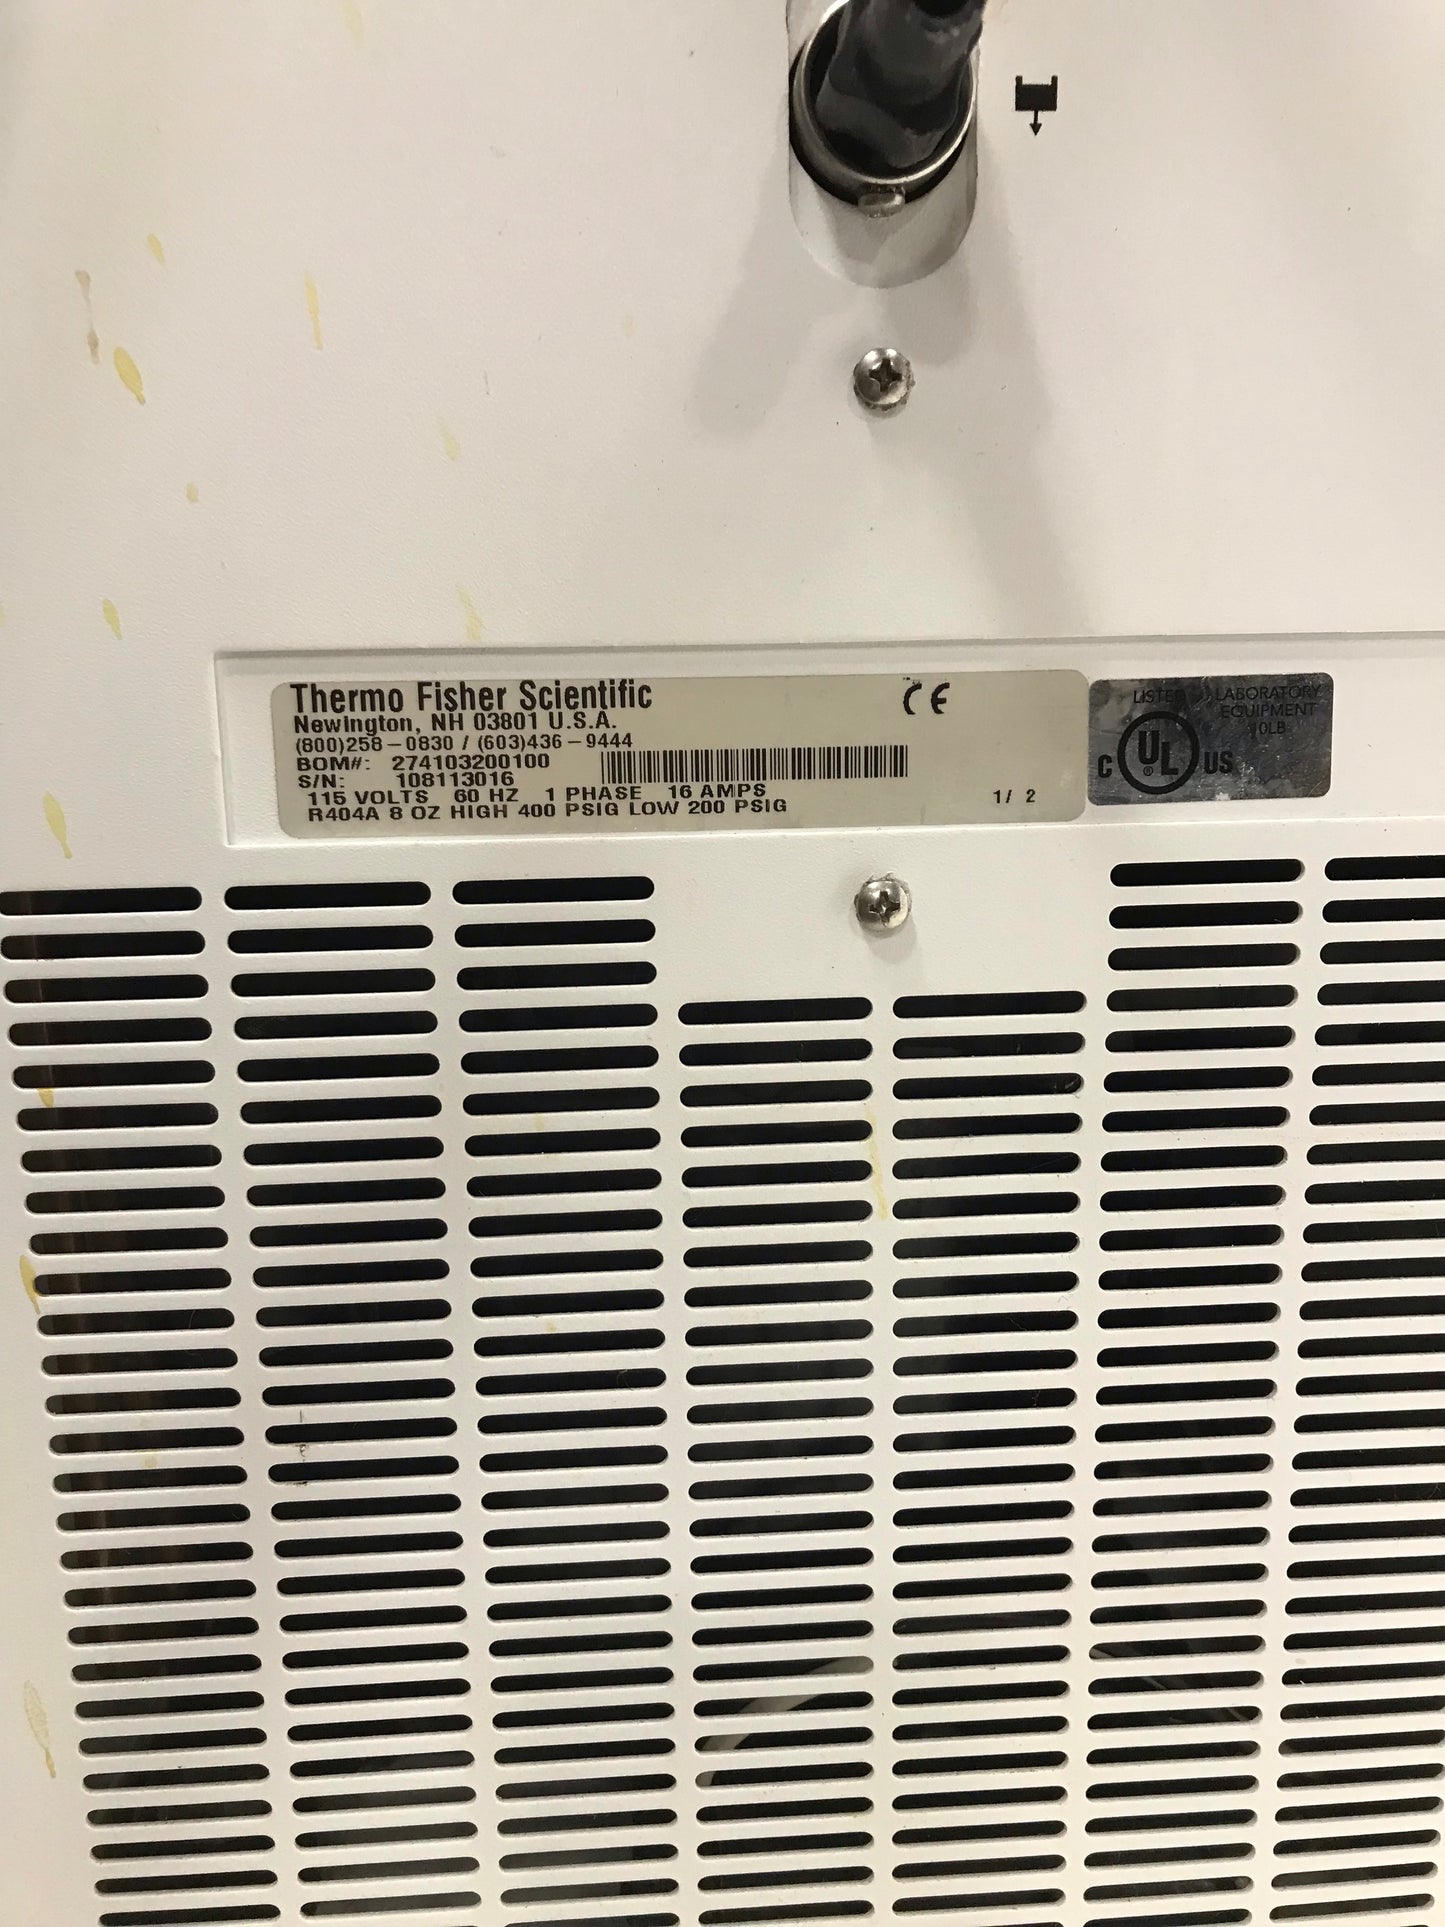 Thermo Fisher Scientific
CE
Newington, NH 03801 U.S.A.
(800)258-0830 / (603)436-9444
BOM#: 274103200100
S/N: 108113016
115 VOLTS 60 HZ 1 PHASE 16 AMPS
R404A 8 OZ HIGH 400 PSIG LOW 200 PSIG
1/ 2
LISTED LABORATORY
EQUIPMENT
C UL® US